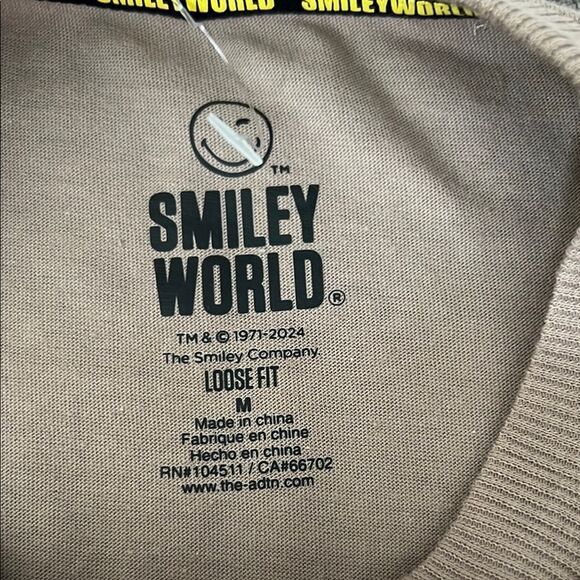 SMILEYWORLD SMILEYWORLD
TM
SMILEY
WORLD®
TM & © 1971-2024
The Smiley Company.
LOOSE FIT
M
Made in china
Fabrique en chine
Hecho en china
RN#104511 / CA#66702
www.the-adtn.com